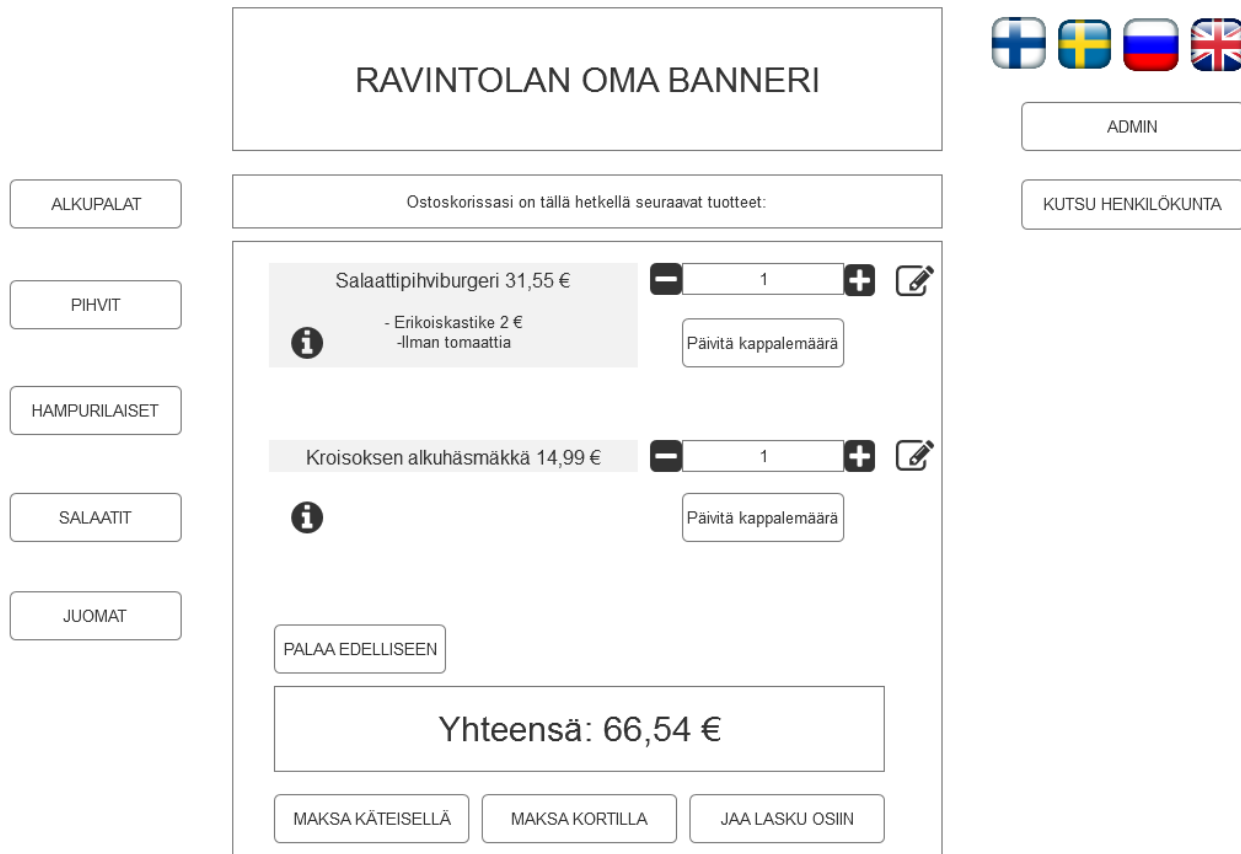 RAVINTOLAN OMA BANNERI
ADMIN
ALKUPALAT
Ostoskorissasi on tällä hetkellä seuraavat tuotteet:
KUTSU HENKILÖKUNTA
Salaattipihviburgeri 31,55 €
1
PIHVIT
- Erikoiskastike 2 €
-Ilman tomaattia
Päivitä kappalemäärä
HAMPURILAISET
Kroisoksen alkuhäsmäkkä 14,99 €
1
SALAATIT
Päivitä kappalemäärä
JUOMAT
PALAA EDELLISEEN
Yhteensä: 66,54 €
MAKSA KÄTEISELLÄ
MAKSA KORTILLA
JAA LASKU OSIIN